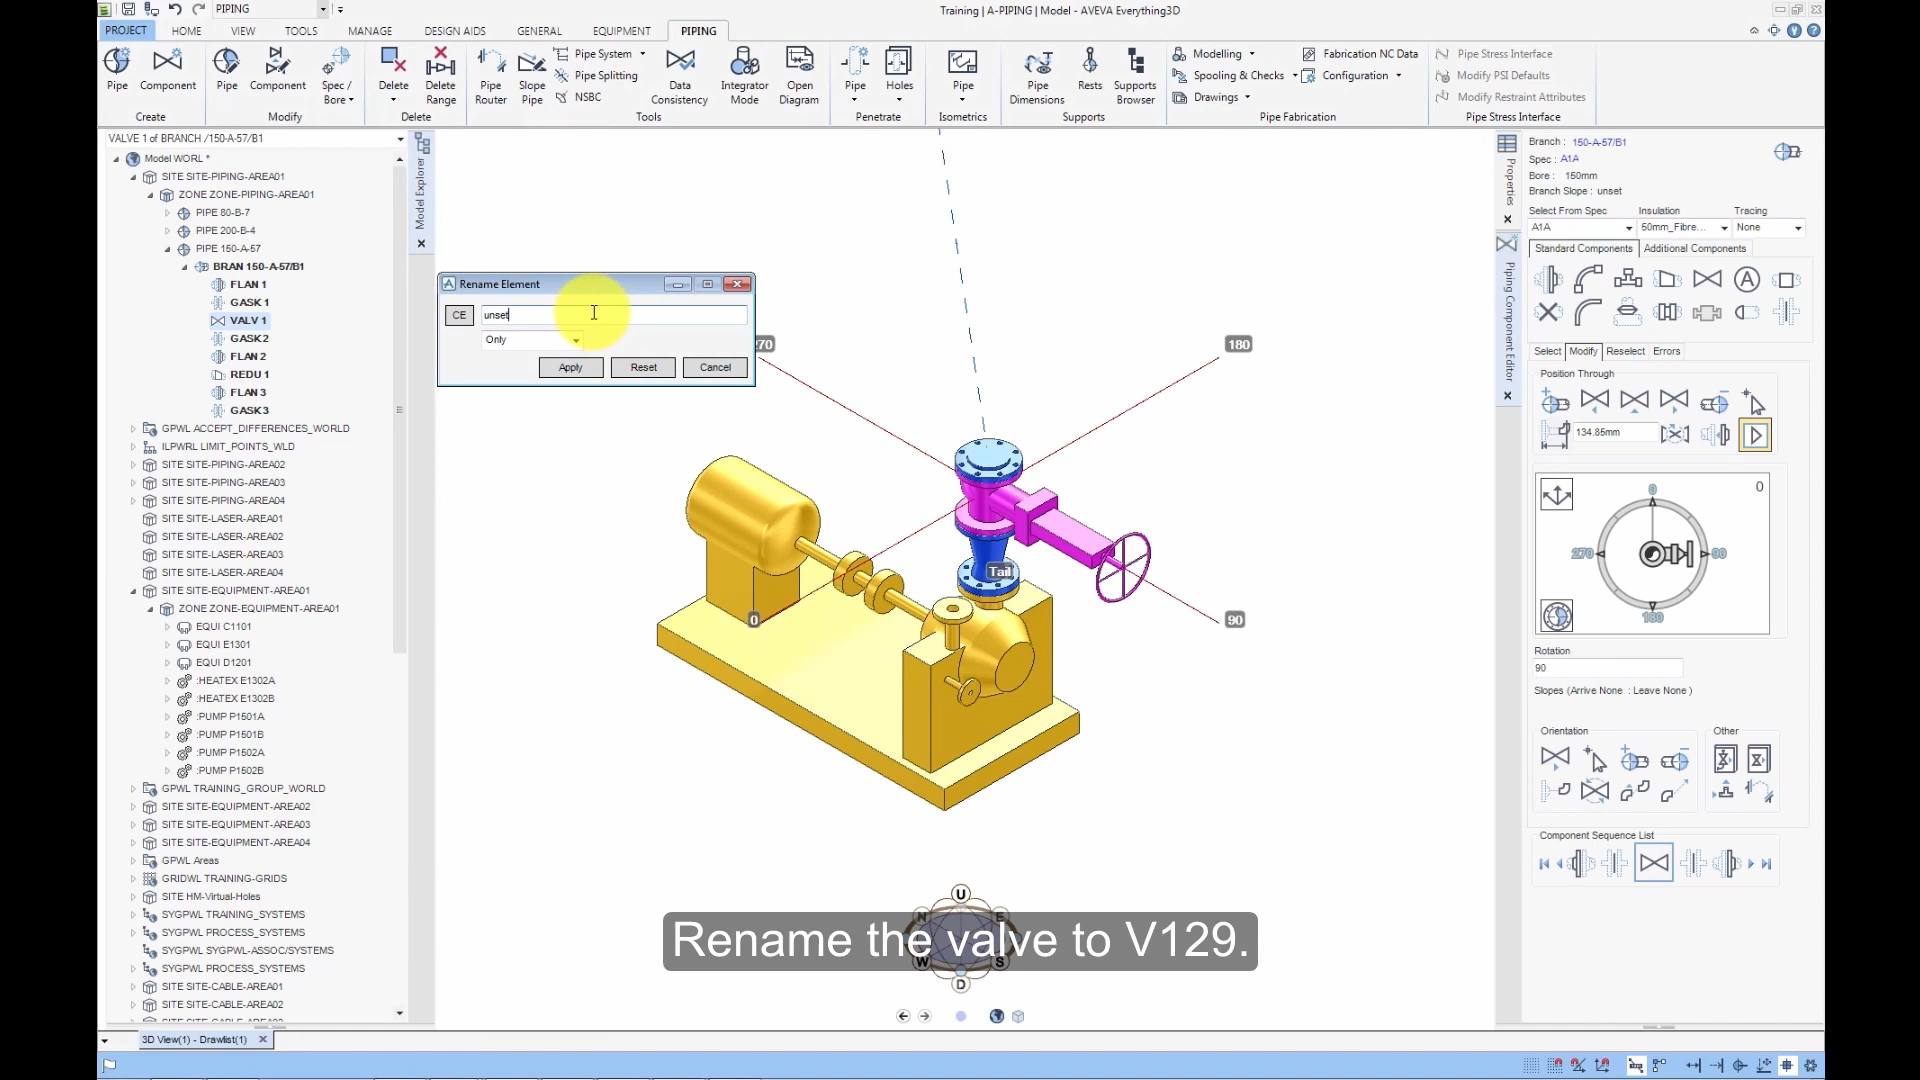 PIPING
Training | A-PIPING | Model - AVEVA Everything3D
PROJECT HOME VIEW TOOLS MANAGE DESIGN AIDS GENERAL EQUIPMENT PIPING
Pipe Component Pipe Component Spec / Bore Delete Delete Range Pipe Router Slope Pipe Pipe System Pipe Splitting NSBC Data Consistency Integrator Mode Open Diagram Pipe Holes Pipe Pipe Dimensions Rests Supports Browser Modelling Spooling & Checks Drawings Fabrication NC Data Configuration Pipe Stress Interface Modify PSI Defaults Modify Restraint Attributes
Create Modify Delete Tools Penetrate Isometrics Supports Pipe Fabrication Pipe Stress Interface
VALVE 1 of BRANCH /150-A-57/B1
Model WORL *
SITE SITE-PIPING-AREA01
ZONE ZONE-PIPING-AREA01
PIPE 80-B-7
PIPE 200-B-4
PIPE 150-A-57
BRAN 150-A-57/B1
FLAN 1
GASK 1
VALV 1
GASK 2
FLAN 2
REDU 1
FLAN 3
GASK 3
GPWL ACCEPT_DIFFERENCES_WORLD
ILPWRL LIMIT_POINTS_WLD
SITE SITE-PIPING-AREA02
SITE SITE-PIPING-AREA03
SITE SITE-PIPING-AREA04
SITE SITE-LASER-AREA01
SITE SITE-LASER-AREA02
SITE SITE-LASER-AREA03
SITE SITE-LASER-AREA04
SITE SITE-EQUIPMENT-AREA01
ZONE ZONE-EQUIPMENT-AREA01
EQUI C1101
EQUI E1301
EQUI D1201
:HEATEX E1302A
:HEATEX E1302B
:PUMP P1501A
:PUMP P1501B
:PUMP P1502A
:PUMP P1502B
GPWL TRAINING_GROUP_WORLD
SITE SITE-EQUIPMENT-AREA02
SITE SITE-EQUIPMENT-AREA03
SITE SITE-EQUIPMENT-AREA04
GPWL Areas
GRIDWL TRAINING-GRIDS
SITE HM-Virtual-Holes
SYGPWL TRAINING_SYSTEMS
SYGPWL PROCESS_SYSTEMS
SYGPWL SYGPWL-ASSOC/SYSTEMS
SYGPWL PROCESS_SYSTEMS
SITE SITE-CABLE-AREA01
SITE SITE-CABLE-AREA02
Model Explorer
Rename Element
CE unset
Only
Apply Reset Cancel
270
180
Tail
0
90
U
N E
W S
D
Rename the valve to V129.
3D View(1) - Drawlist(1)
Properties
Piping Component Editor
Branch : 150-A-57/B1
Spec : A1A
Bore : 150mm
Branch Slope : unset
Select From Spec Insulation Tracing
A1A 50mm_Fibre... None
Standard Components Additional Components
A
Select Modify Reselect Errors
Position Through
134.85mm
0
0
270 90
180
Rotation
90
Slopes (Arrive None : Leave None )
Orientation Other
Component Sequence List